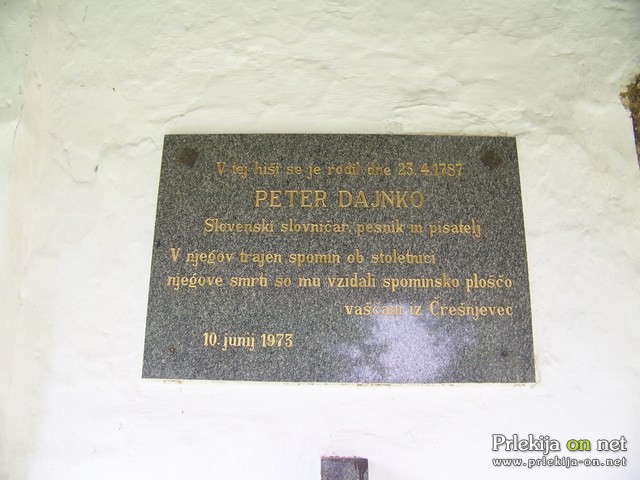 V tej hiši se je rodil dne 23. 4. 1787
PETER DAJNKO
Slovenski slovničar, pesnik in pisatelj
V njegov trajen spomin ob stoletnici
njegove smrti so mu vzidali spominsko ploščo
vaščani iz Črešnjevec
10. junij 1973
Prlekija on net
www.prlekija-on.net